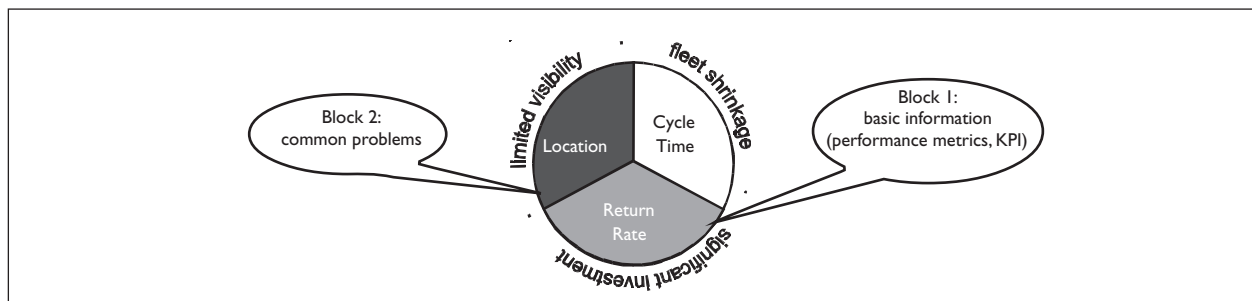 limited visibility
fleet shrinkage
Block 2:
common problems
Location
Cycle
Time
Block 1:
basic information
(performance metrics, KPI)
Return
Rate
significant investment